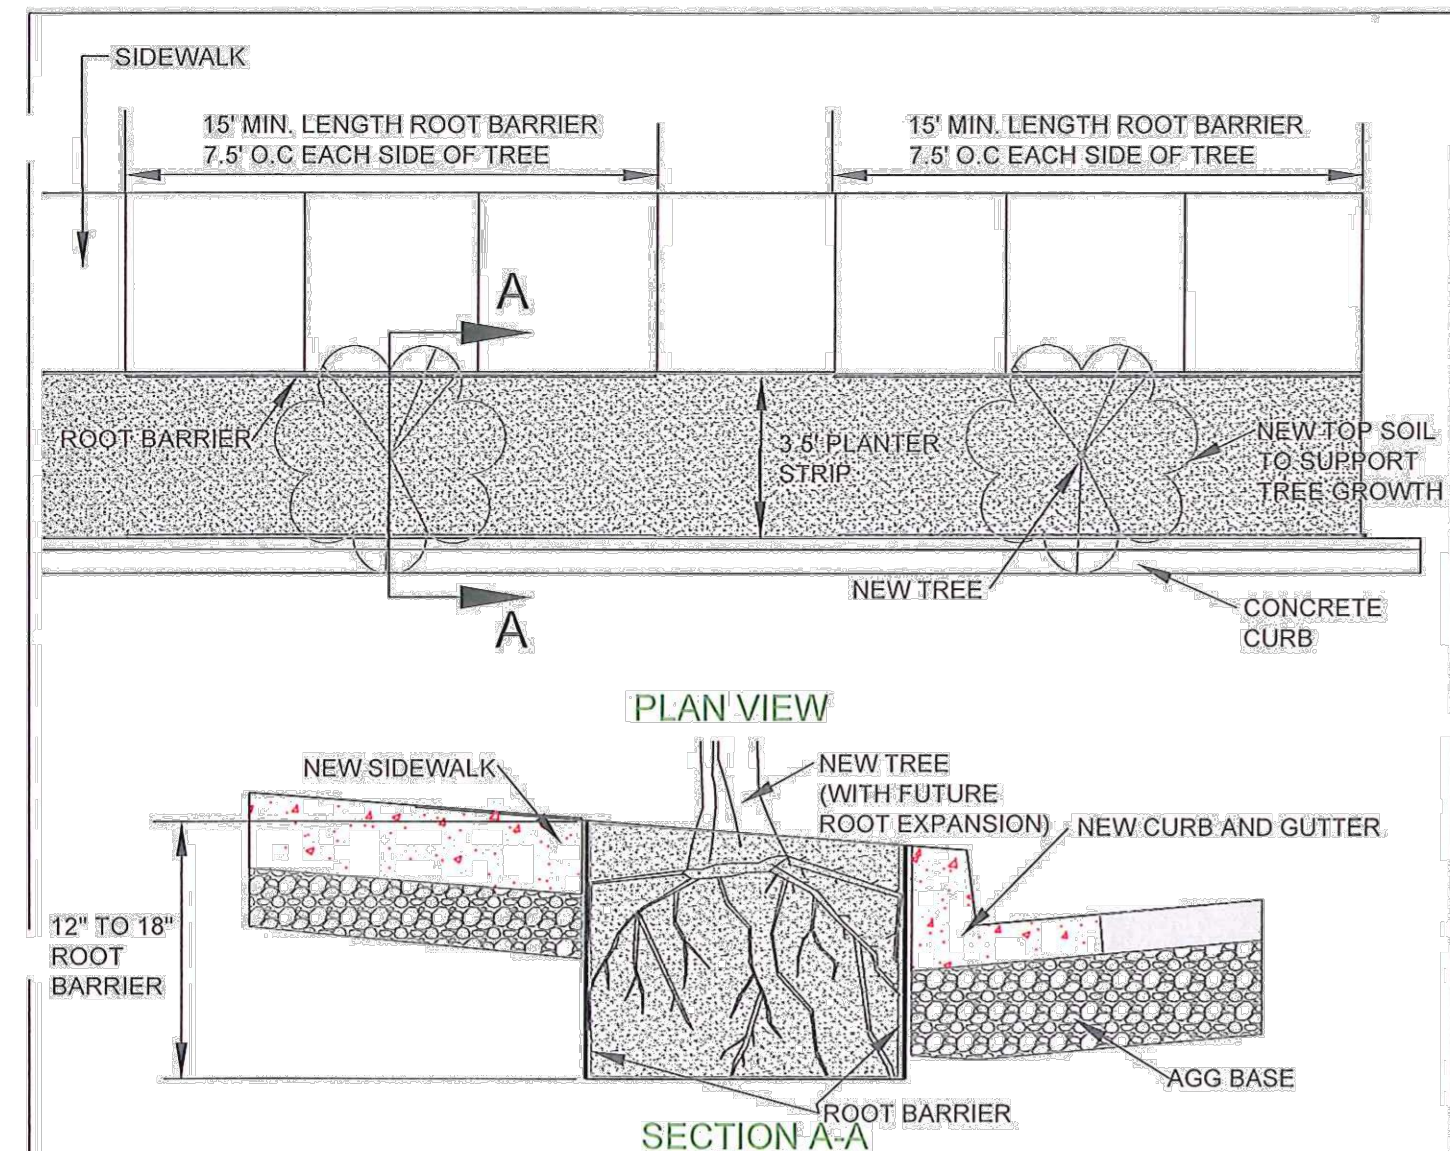 SIDEWALK
15' MIN. LENGTH ROOT BARRIER
7.5' O.C EACH SIDE OF TREE
15' MIN. LENGTH ROOT BARRIER
7.5' O.C EACH SIDE OF TREE
A
ROOT BARRIER
3.5' PLANTER
STRIP
NEW TOP SOIL
TO SUPPORT
TREE GROWTH
NEW TREE
A
CONCRETE
CURB
PLAN VIEW
NEW SIDEWALK
NEW TREE
(WITH FUTURE
ROOT EXPANSION)
NEW CURB AND GUTTER
12" TO 18"
ROOT
BARRIER
AGG BASE
ROOT BARRIER
SECTION A-A